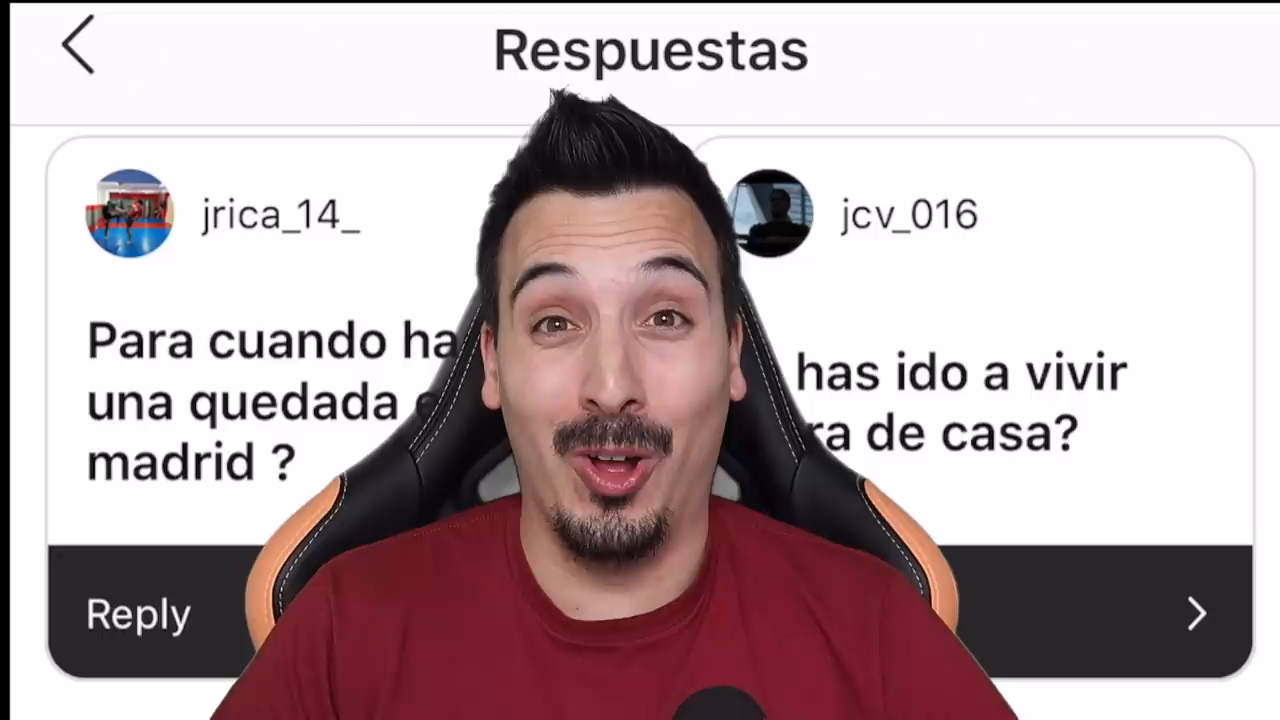 Respuestas
jrica_14_
Para cuando ha
una quedada
madrid ?
Reply
jcv_016
has ido a vivir
ra de casa?